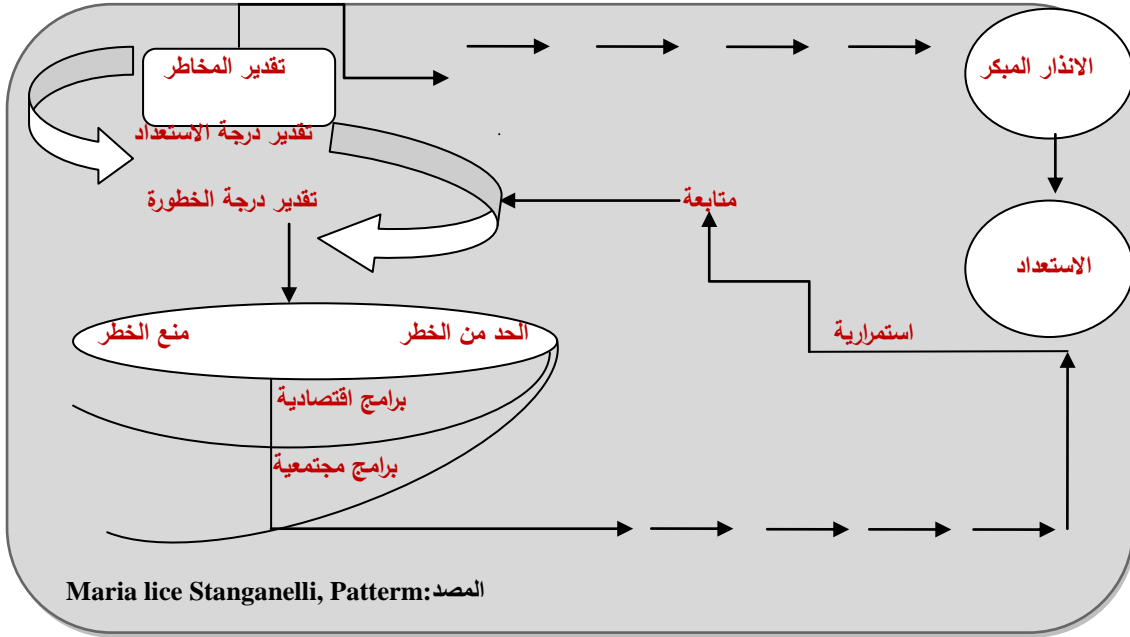 تقدير المخاطر
الانذار المبكر
تقدير درجة الاستعداد
تقدير درجة الخطورة
متابعة
الاستعداد
استمرارية
الحد من الخطر
منع الخطر
برامج اقتصادية
برامج مجتمعية
المصد:Maria lice Stanganelli, Patterm